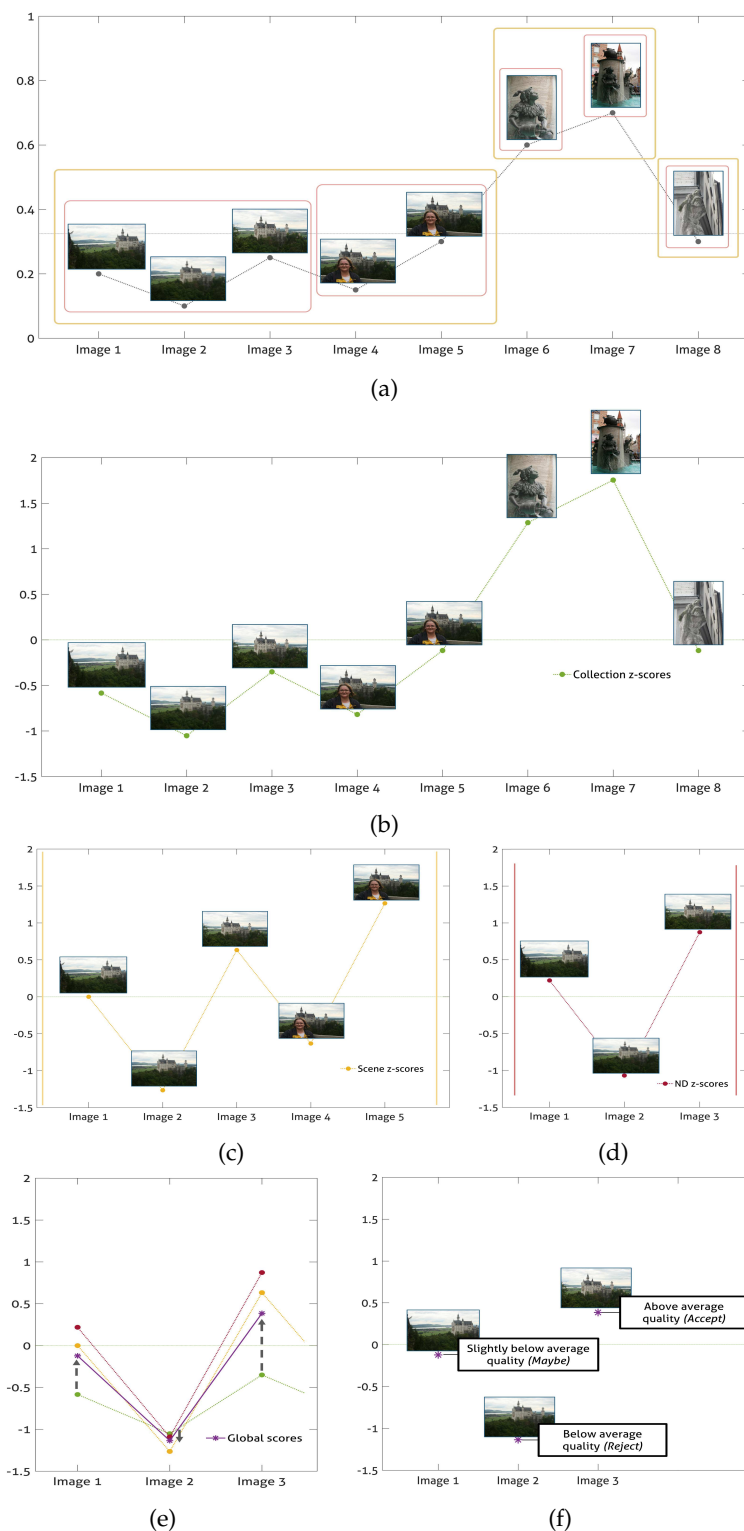 1
0.8
0.6
0.4
0.2
0
Image 1 Image 2 Image 3 Image 4 Image 5 Image 6 Image 7 Image 8
(a)
2
1.5
1
0.5
0
-0.5
-1
-1.5
Collection z-scores
Image 1 Image 2 Image 3 Image 4 Image 5 Image 6 Image 7 Image 8
(b)
2
1.5
1
0.5
0
-0.5
-1
-1.5
Scene z-scores
Image 1 Image 2 Image 3 Image 4 Image 5
(c)
2
1.5
1
0.5
0
-0.5
-1
-1.5
ND z-scores
Image 1 Image 2 Image 3
(d)
2
1.5
1
0.5
0
-0.5
-1
-1.5
Global scores
Image 1 Image 2 Image 3
(e)
2
1.5
1
0.5
0
-0.5
-1
-1.5
Above average
quality (Accept)
Slightly below average
quality (Maybe)
Below average
quality (Reject)
Image 1 Image 2 Image 3
(f)